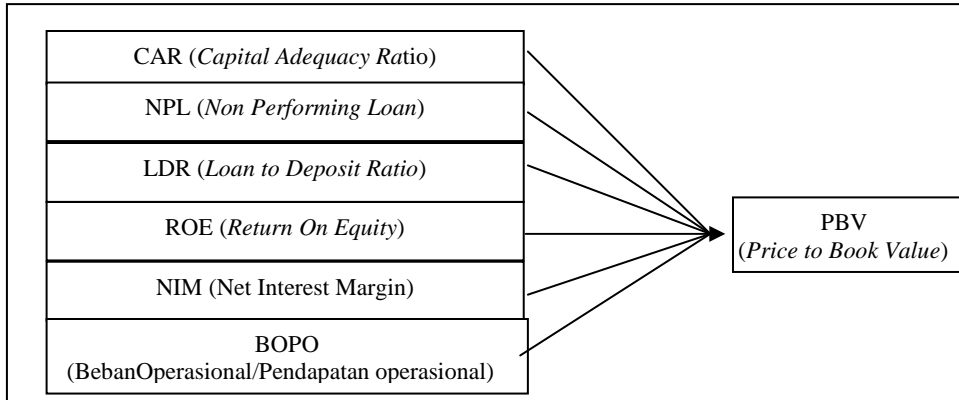 CAR (Capital Adequacy Ratio)
NPL (Non Performing Loan)
LDR (Loan to Deposit Ratio)
ROE (Return On Equity)
NIM (Net Interest Margin)
BOPO
(BebanOperasional/Pendapatan operasional)
PBV
(Price to Book Value)